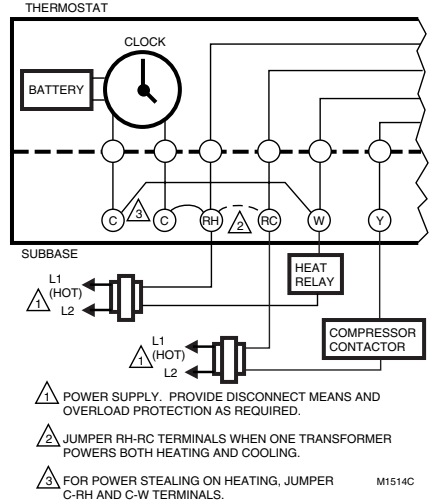 THERMOSTAT
CLOCK
BATTERY
C
3
C
RH
2
RC
W
Y
SUBBASE
L1
(HOT)
1
L2
HEAT
RELAY
L1
(HOT)
1
L2
COMPRESSOR
CONTACTOR
1 POWER SUPPLY. PROVIDE DISCONNECT MEANS AND
OVERLOAD PROTECTION AS REQUIRED.
2 JUMPER RH-RC TERMINALS WHEN ONE TRANSFORMER
POWERS BOTH HEATING AND COOLING.
3 FOR POWER STEALING ON HEATING, JUMPER
C-RH AND C-W TERMINALS.
M1514C